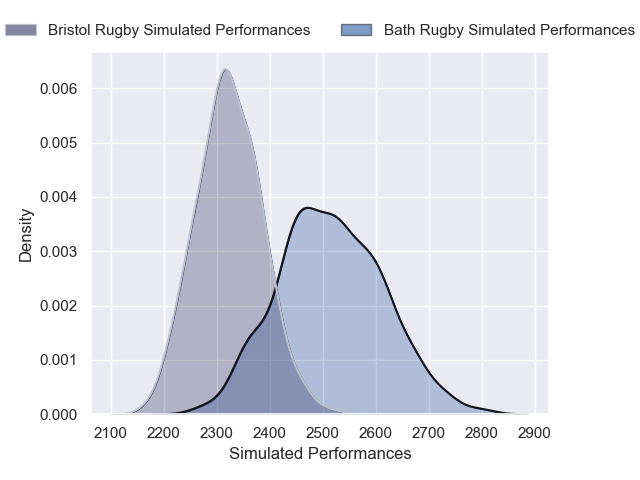 Bristol Rugby Simulated Performances Bath Rugby Simulated Performances
0.006
0.005
0.004
0.003
0.002
0.001
0.000
Density
2100 2200 2300 2400 2500 2600 2700 2800 2900
Simulated Performances